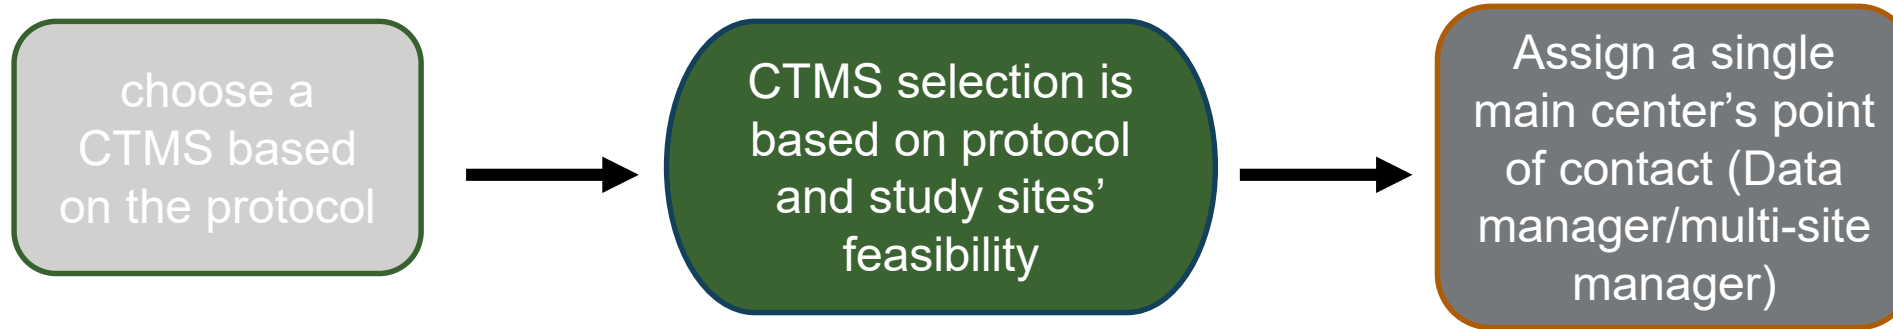 choose a
CTMS based
on the protocol
CTMS selection is
based on protocol
and study sites’
feasibility
Assign a single
main center’s point
of contact (Data
manager/multi-site
manager)